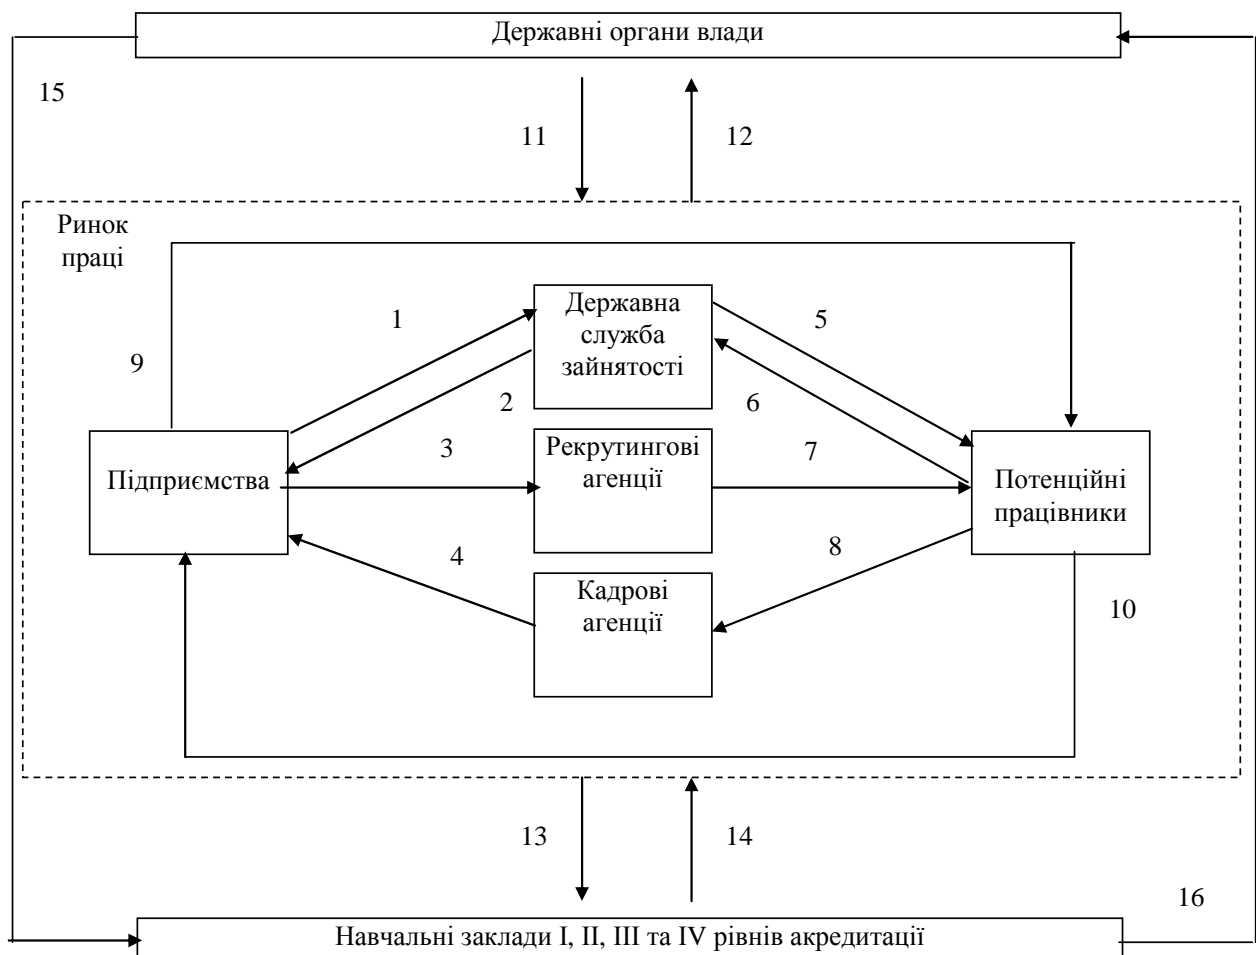 Державні органи влади
15
11
12
Ринок
праці
Державна
служба
зайнятості
1
5
9
2
6
Підприємства
3
Рекрутингові
агенції
7
Потенційні
працівники
4
8
Кадрові
агенції
10
13
14
16
Навчальні заклади I, II, III та IV рівнів акредитації